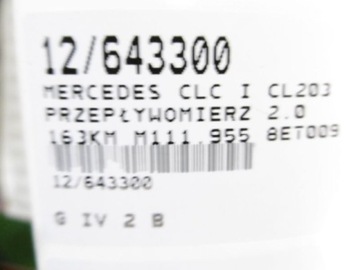 12/643300
MERCEDES CLC I CL203
PRZEPŁYWOMIERZ 2.0
163KM M111.955 8ET009
12/643300
G IV 2 B